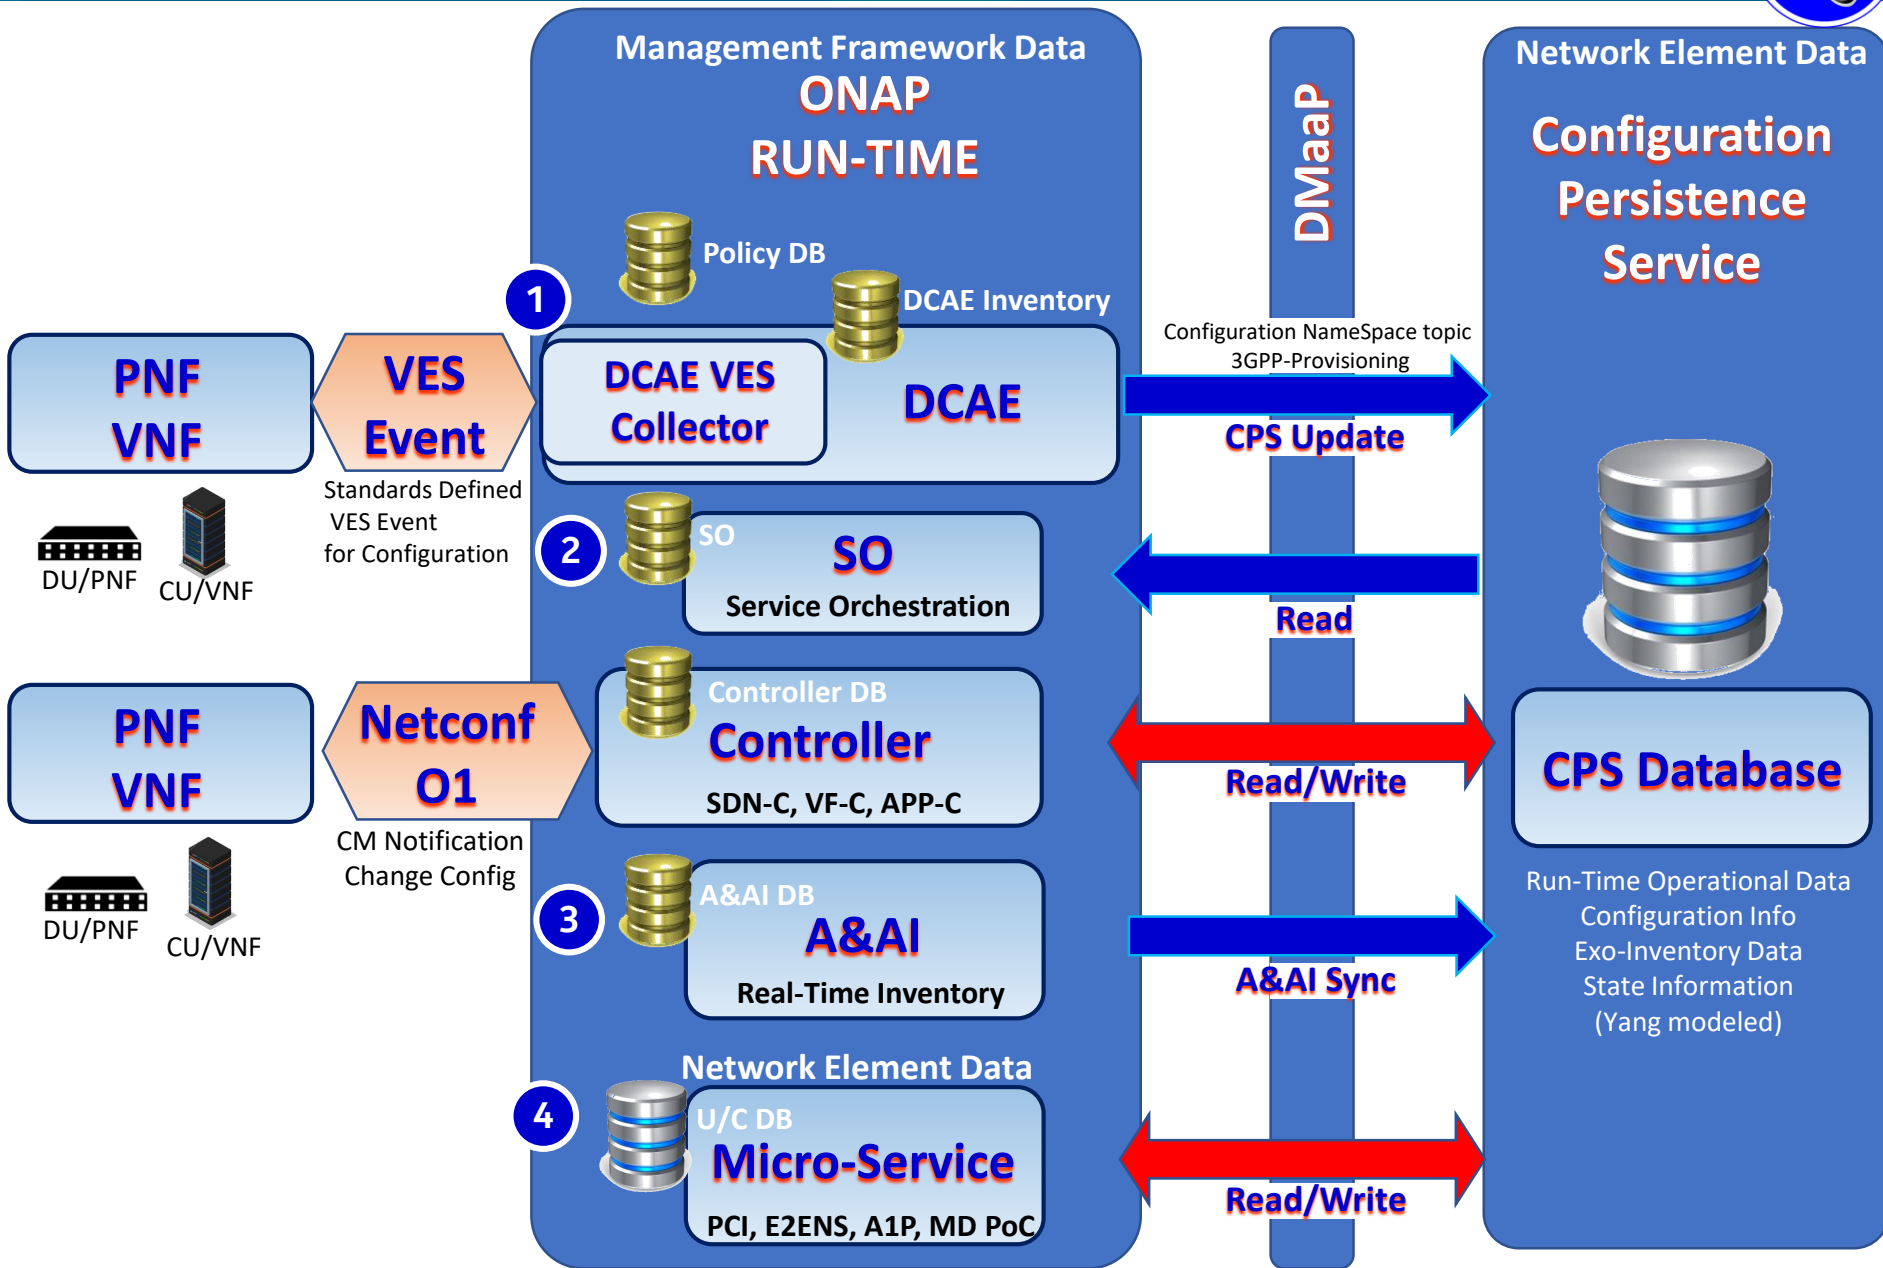 Management Framework Data
ONAP
RUN-TIME
DMaaP
Network Element Data
Configuration
Persistence
Service
Policy DB
1
DCAE Inventory
PNF
VNF
VES
Event
DCAE VES
Collector
DCAE
Configuration NameSpace topic
3GPP-Provisioning
CPS Update
Standards Defined
VES Event
for Configuration
DU/PNF
CU/VNF
2
SO
SO
Service Orchestration
Read
PNF
VNF
Netconf
O1
Controller DB
Controller
SDN-C, VF-C, APP-C
Read/Write
CPS Database
CM Notification
Change Config
DU/PNF
CU/VNF
3
A&AI DB
A&AI
Real-Time Inventory
A&AI Sync
Run-Time Operational Data
Configuration Info
Exo-Inventory Data
State Information
(Yang modeled)
Network Element Data
4
U/C DB
Micro-Service
PCI, E2ENS, A1P, MD PoC
Read/Write